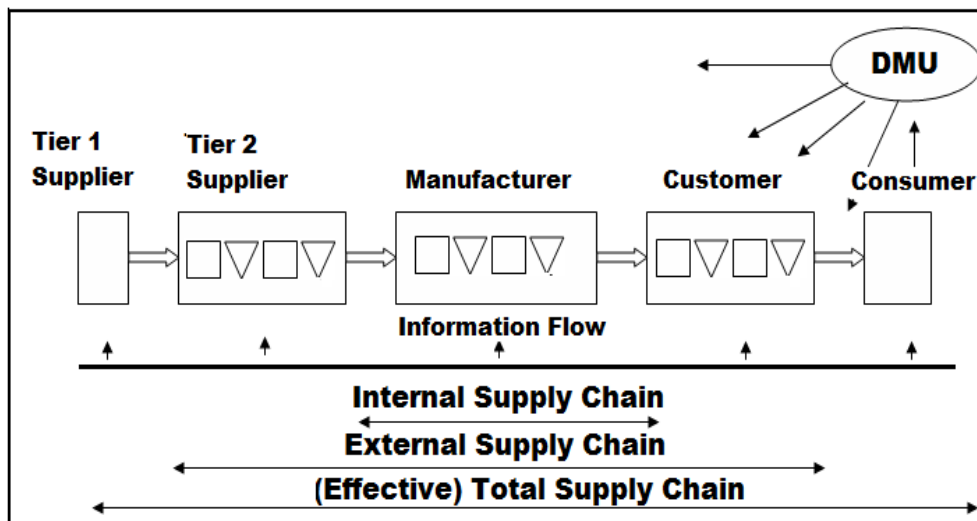 DMU
Tier 1
Supplier
Tier 2
Supplier
Manufacturer
Customer
Consumer
Information Flow
Internal Supply Chain
External Supply Chain
(Effective) Total Supply Chain